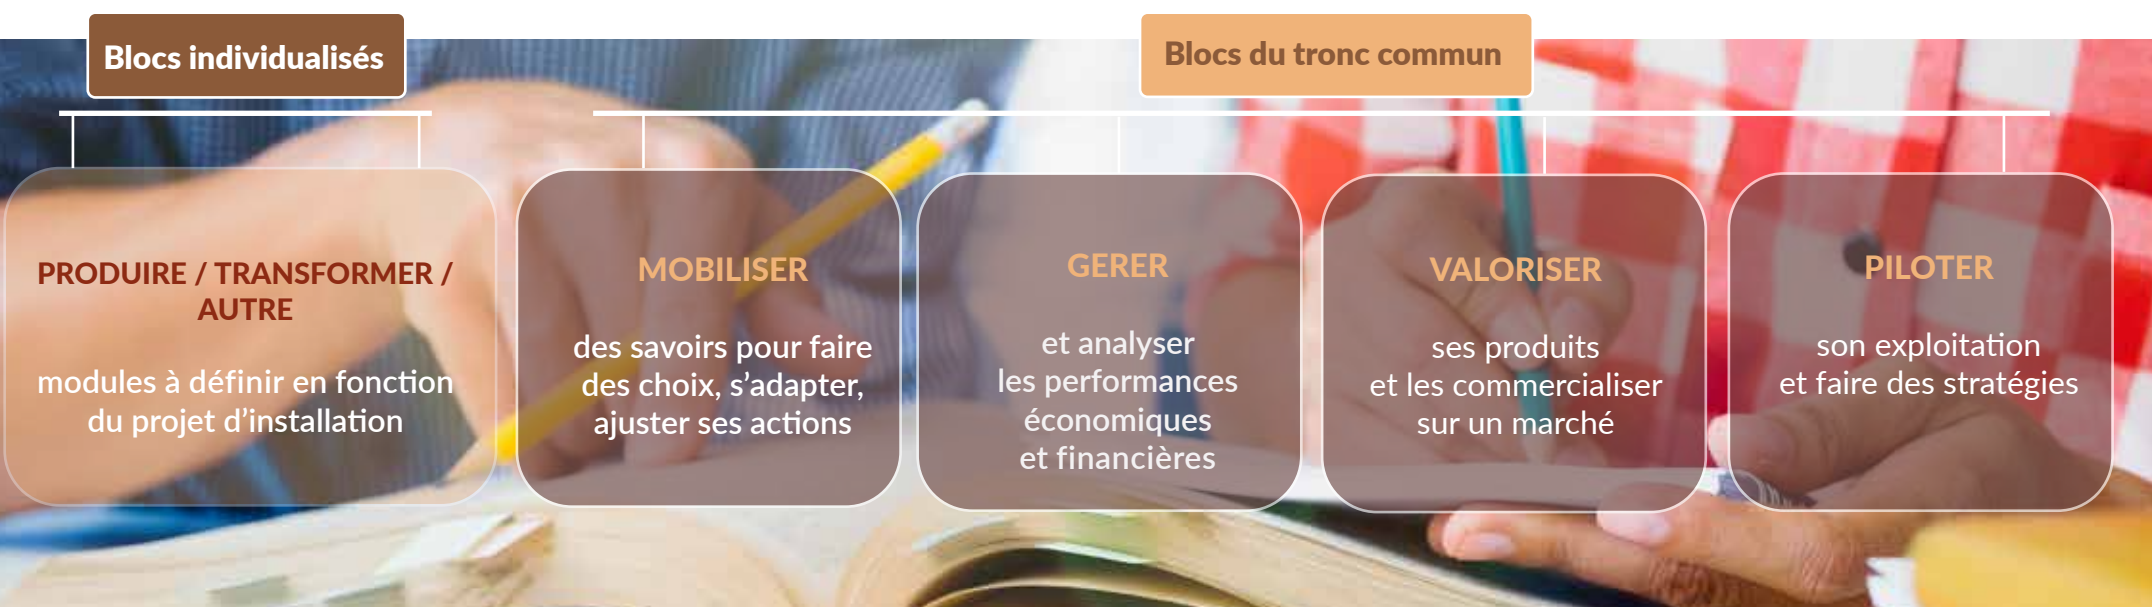 Blocs individualisés
Blocs du tronc commun
PRODUIRE / TRANSFORMER /
AUTRE
modules à définir en fonction
du projet d'installation
MOBILISER
des savoirs pour faire
des choix, s'adapter,
ajuster ses actions
GERER
et analyser
les performances
économiques
et financières
VALORISER
ses produits
et les commercialiser
sur un marché
PILOTER
son exploitation
et faire des stratégies